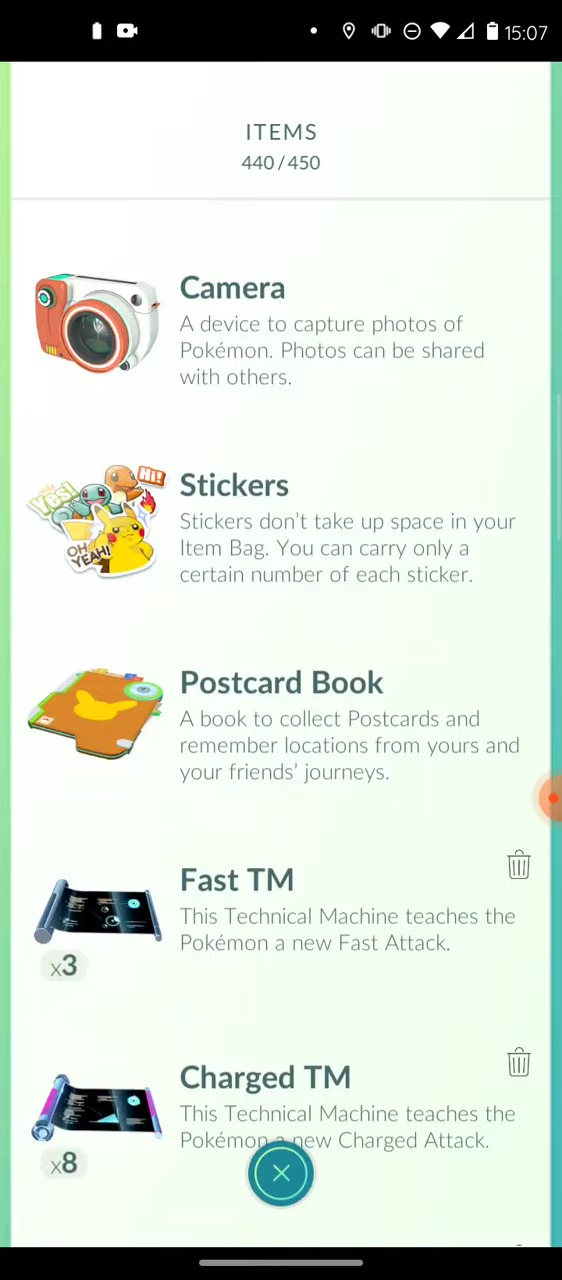 15:07
ITEMS
440/450
Camera
A device to capture photos of
Pokémon. Photos can be shared
with others.
Yes!
Hi!
OH
YEAH!
Stickers
Stickers don't take up space in your
Item Bag. You can carry only a
certain number of each sticker.
Postcard Book
A book to collect Postcards and
remember locations from yours and
your friends' journeys.
Fast TM
This Technical Machine teaches the
Pokémon a new Fast Attack.
x3
Charged TM
This Technical Machine teaches the
Pokémon a new Charged Attack.
x8